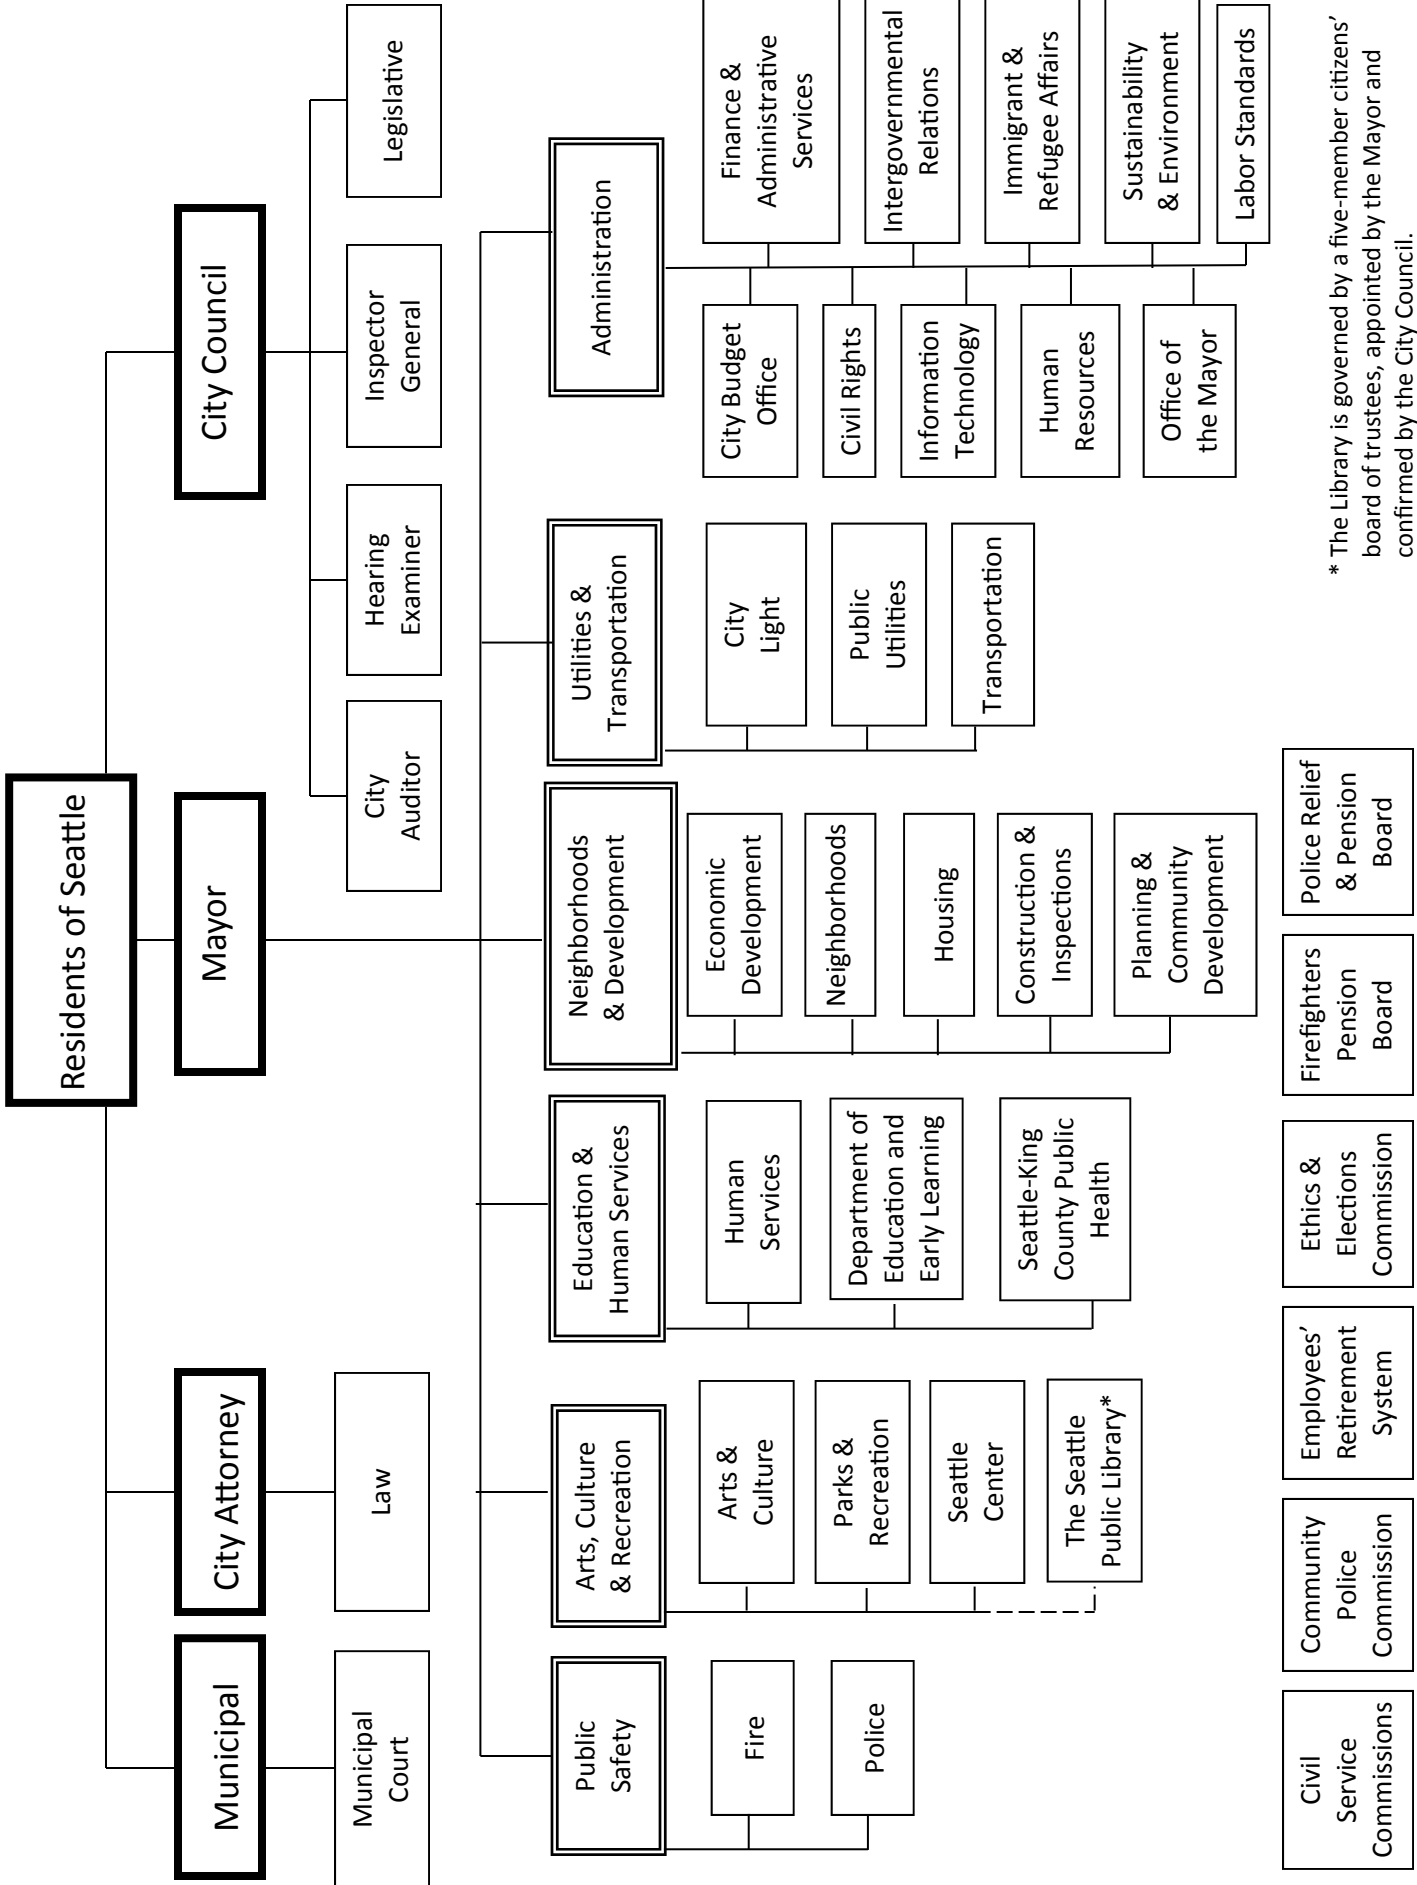 Residents of Seattle
Municipal
City Attorney
Mayor
City Council
Municipal
Court
Law
City
Auditor
Hearing
Examiner
Inspector
General
Legislative
Public
Safety
Arts, Culture
& Recreation
Education &
Human Services
Neighborhoods
& Development
Utilities &
Transportation
Administration
Fire
Police
Arts &
Culture
Parks &
Recreation
Seattle
Center
The Seattle
Public Library*
Human
Services
Department of
Education and
Early Learning
Seattle-King
County Public
Health
Economic
Development
Neighborhoods
Housing
Construction &
Inspections
Planning &
Community
Development
City
Light
Public
Utilities
Transportation
City Budget
Office
Civil Rights
Information
Technology
Human
Resources
Office of
the Mayor
Finance &
Administrative
Services
Intergovernmental
Relations
Immigrant &
Refugee Affairs
Sustainability
& Environment
Labor Standards
Civil
Service
Commissions
Community
Police
Commission
Employees’
Retirement
System
Ethics &
Elections
Commission
Firefighters
Pension
Board
Police Relief
& Pension
Board
* The Library is governed by a five-member citizens’
board of trustees, appointed by the Mayor and
confirmed by the City Council.